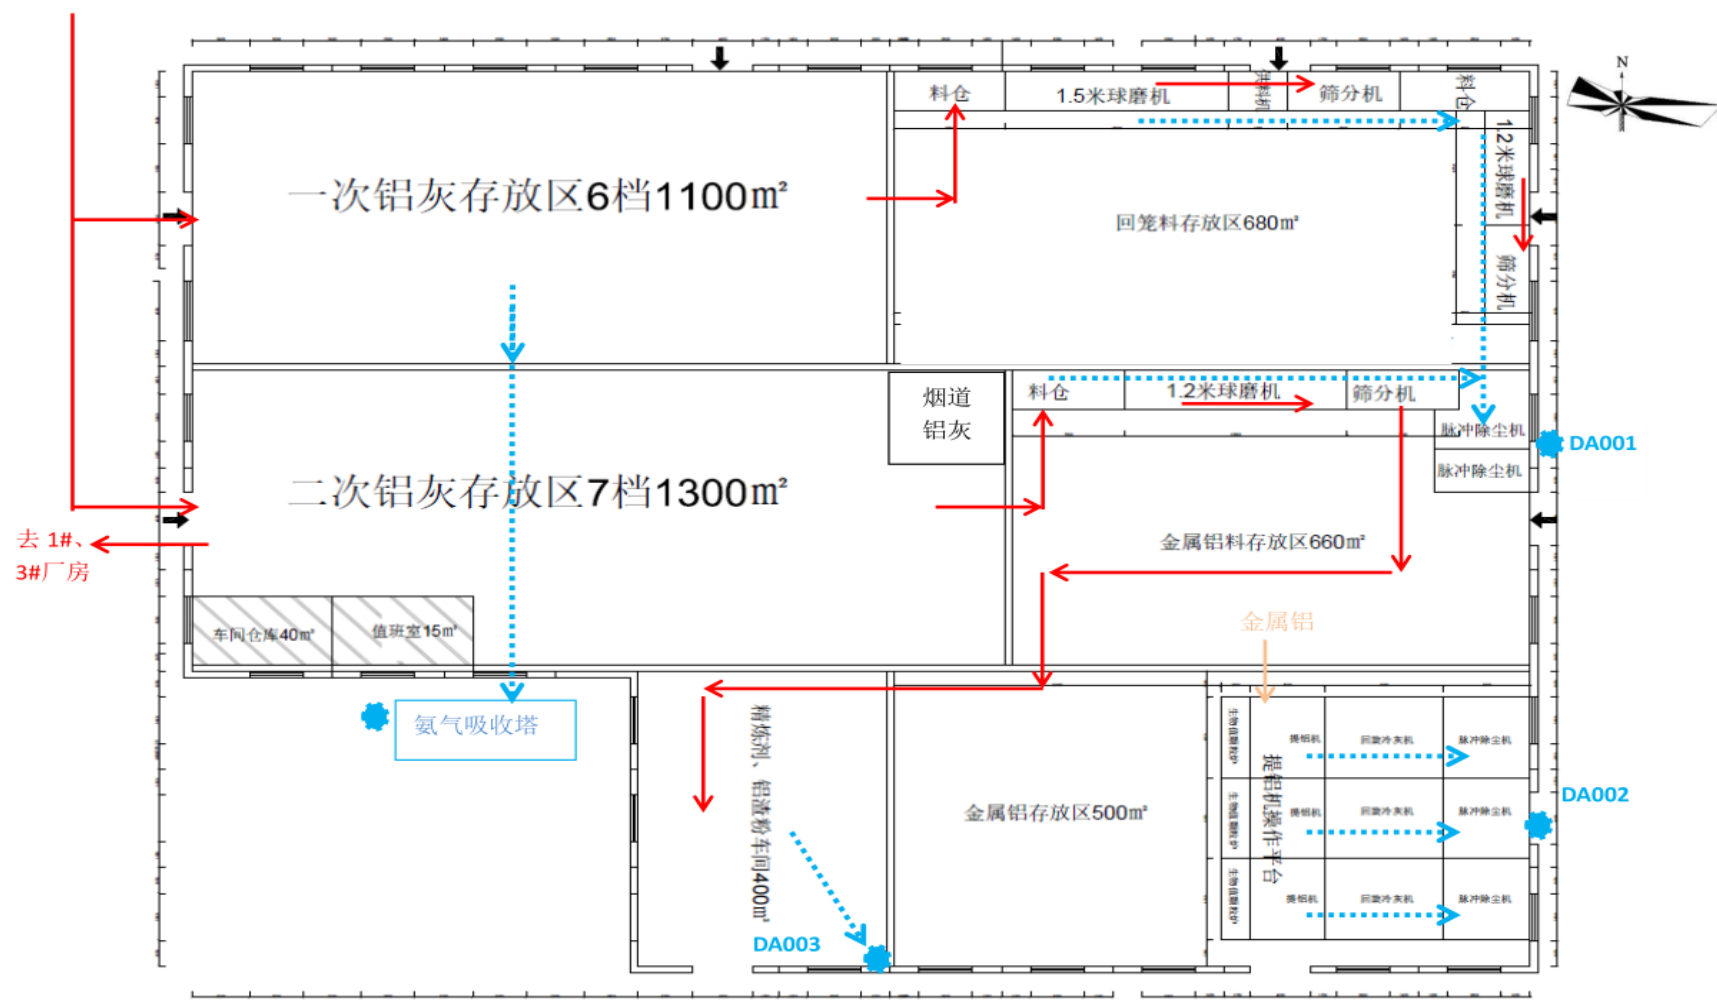 N
料仓
1.5米球磨机
供料机
筛分机
料仓
1.2米球磨机
筛分机
一次铝灰存放区6档1100㎡
回笼料存放区680㎡
烟道
铝灰
料仓
1.2米球磨机
筛分机
脉冲除尘机
脉冲除尘机
DA001
二次铝灰存放区7档1300㎡
金属铝料存放区660㎡
去 1#、
3#厂房
车间仓库40㎡
值班室15㎡
金属铝
氨气吸收塔
精炼剂、铝渣粉车间400㎡
DA003
金属铝存放区500㎡
提铝机操作平台
提铝机
回旋冷灰机
脉冲除尘机
提铝机
回旋冷灰机
脉冲除尘机
提铝机
回旋冷灰机
脉冲除尘机
DA002